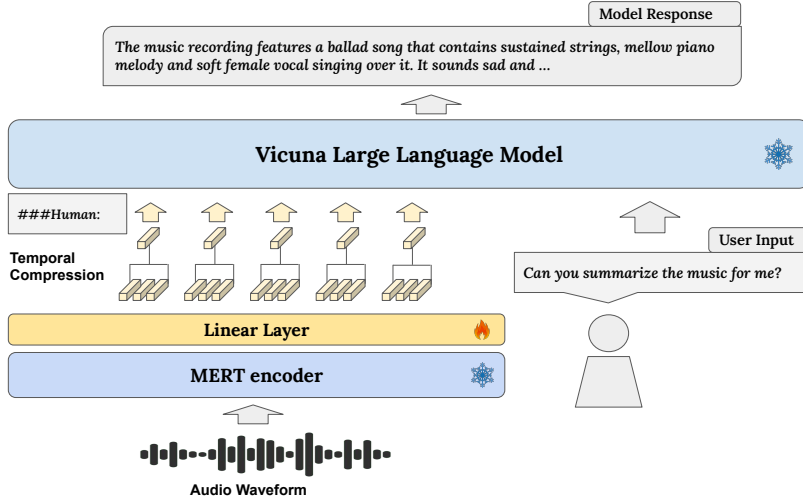 Model Response
The music recording features a ballad song that contains sustained strings, mellow piano
melody and soft female vocal singing over it. It sounds sad and ...
Vicuna Large Language Model
###Human:
User Input
Temporal
Compression
Can you summarize the music for me?
Linear Layer
MERT encoder
Audio Waveform